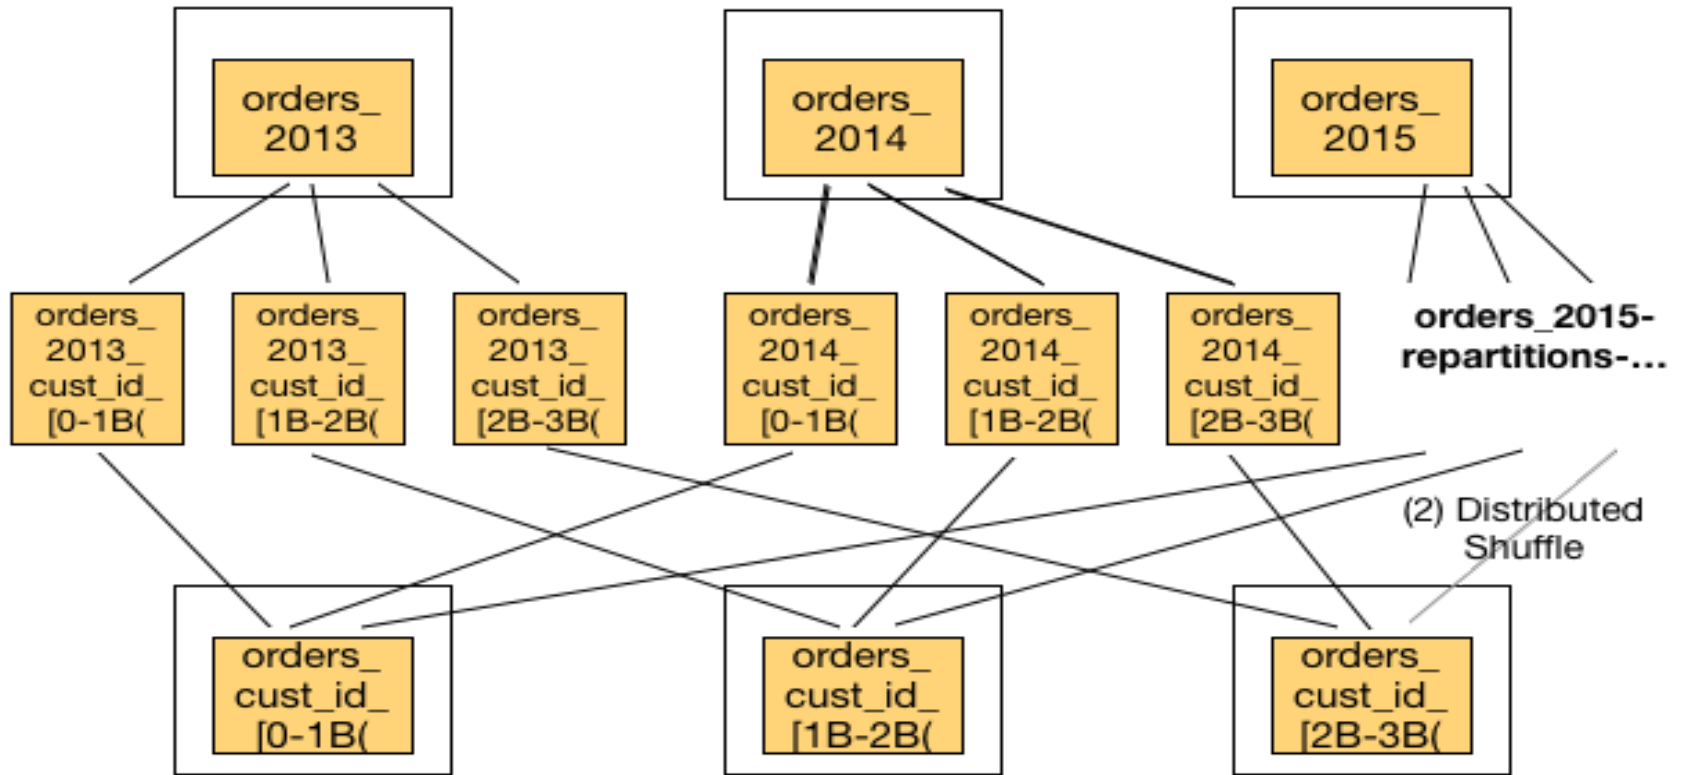 orders_
2013
orders_
2014
orders_
2015
orders_
2013_
cust_id_
[0-1B(
orders_
2013_
cust_id_
[1B-2B(
orders_
2013_
cust_id_
[2B-3B(
orders_
2014_
cust_id_
[0-1B(
orders_
2014_
cust_id_
[1B-2B(
orders_
2014_
cust_id_
[2B-3B(
orders_2015-
repartitions-...
(2) Distributed
Shuffle
orders_
cust_id_
[0-1B(
orders_
cust_id_
[1B-2B(
orders_
cust_id_
[2B-3B(